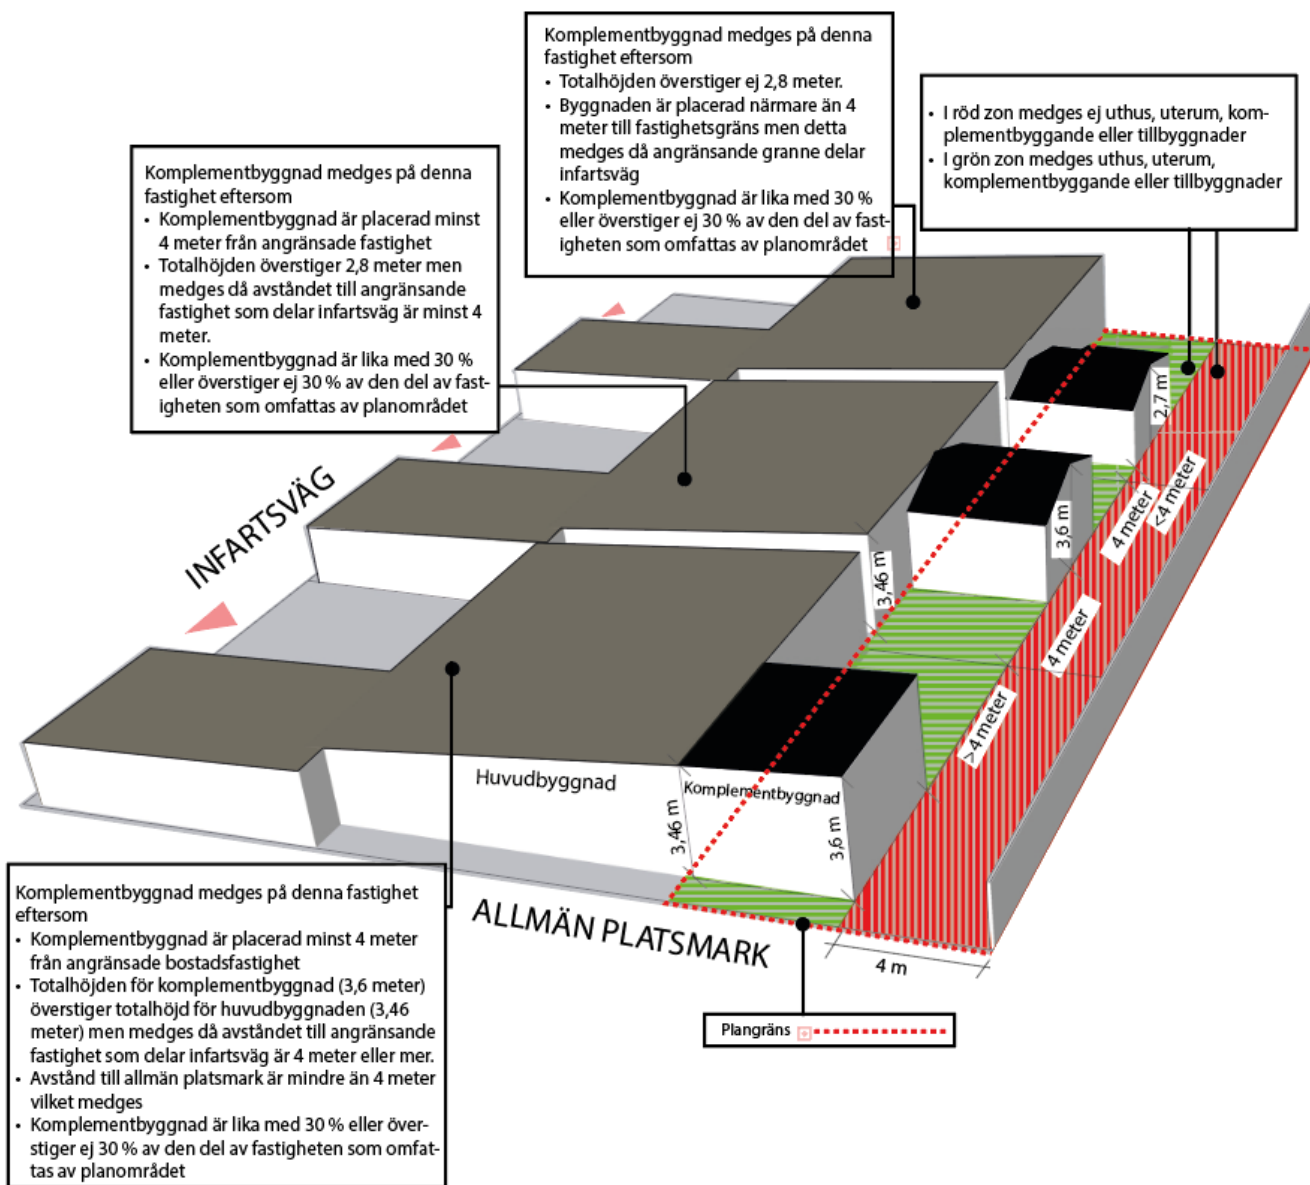 Komplementbyggnad medges på denna
fastighet eftersom
• Totalhöjden överstiger ej 2,8 meter.
• Byggnaden är placerad närmare än 4
meter till fastighetsgräns men detta
medges då angränsande granne delar
infartsväg
• Komplementbyggnad är lika med 30 %
eller överstiger ej 30 % av den del av fast-
igheten som omfattas av planområdet
• I röd zon medges ej uthus, uterum, kom-
plementbyggande eller tillbyggnader
• I grön zon medges uthus, uterum,
komplementbyggande eller tillbyggnader
Komplementbyggnad medges på denna
fastighet eftersom
• Komplementbyggnad är placerad minst
4 meter från angränsade fastighet
• Totalhöjden överstiger 2,8 meter men
medges då avståndet till angränsande
fastighet som delar infartsväg är minst 4
meter.
• Komplementbyggnad är lika med 30 %
eller överstiger ej 30 % av den del av fast-
igheten som omfattas av planområdet
INFARTSVÄG
2,7 m
<4 meter
4 meter
3,6 m
3,46 m
4 meter
>4 meter
Huvudbyggnad
Komplementbyggnad
3,46 m
3,6 m
ALLMÄN PLATSMARK
4 m
Plangräns
Komplementbyggnad medges på denna fastighet
eftersom
• Komplementbyggnad är placerad minst 4 meter
från angränsade bostadsfastighet
• Totalhöjden för komplementbyggnad (3,6 meter)
överstiger totalhöjd för huvudbyggnaden (3,46
meter) men medges då avståndet till angränsande
fastighet som delar infartsväg är 4 meter eller mer.
• Avstånd till allmän platsmark är mindre än 4 meter
vilket medges
• Komplementbyggnad är lika med 30 % eller över-
stiger ej 30 % av den del av fastigheten som omfat-
tas av planområdet